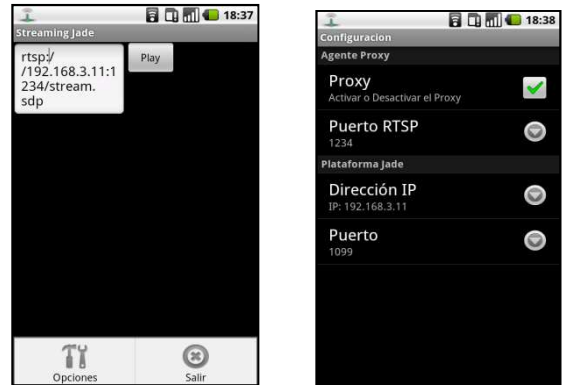 18:37
Streaming Jade
rtsp:/
/192.168.3.11:1
234/stream.
sdp
Play
Opciones
Salir
18:38
Configuracion
Agente Proxy
Proxy
Activar o Desactivar el Proxy
Puerto RTSP
1234
Plataforma Jade
Dirección IP
IP: 192.168.3.11
Puerto
1099